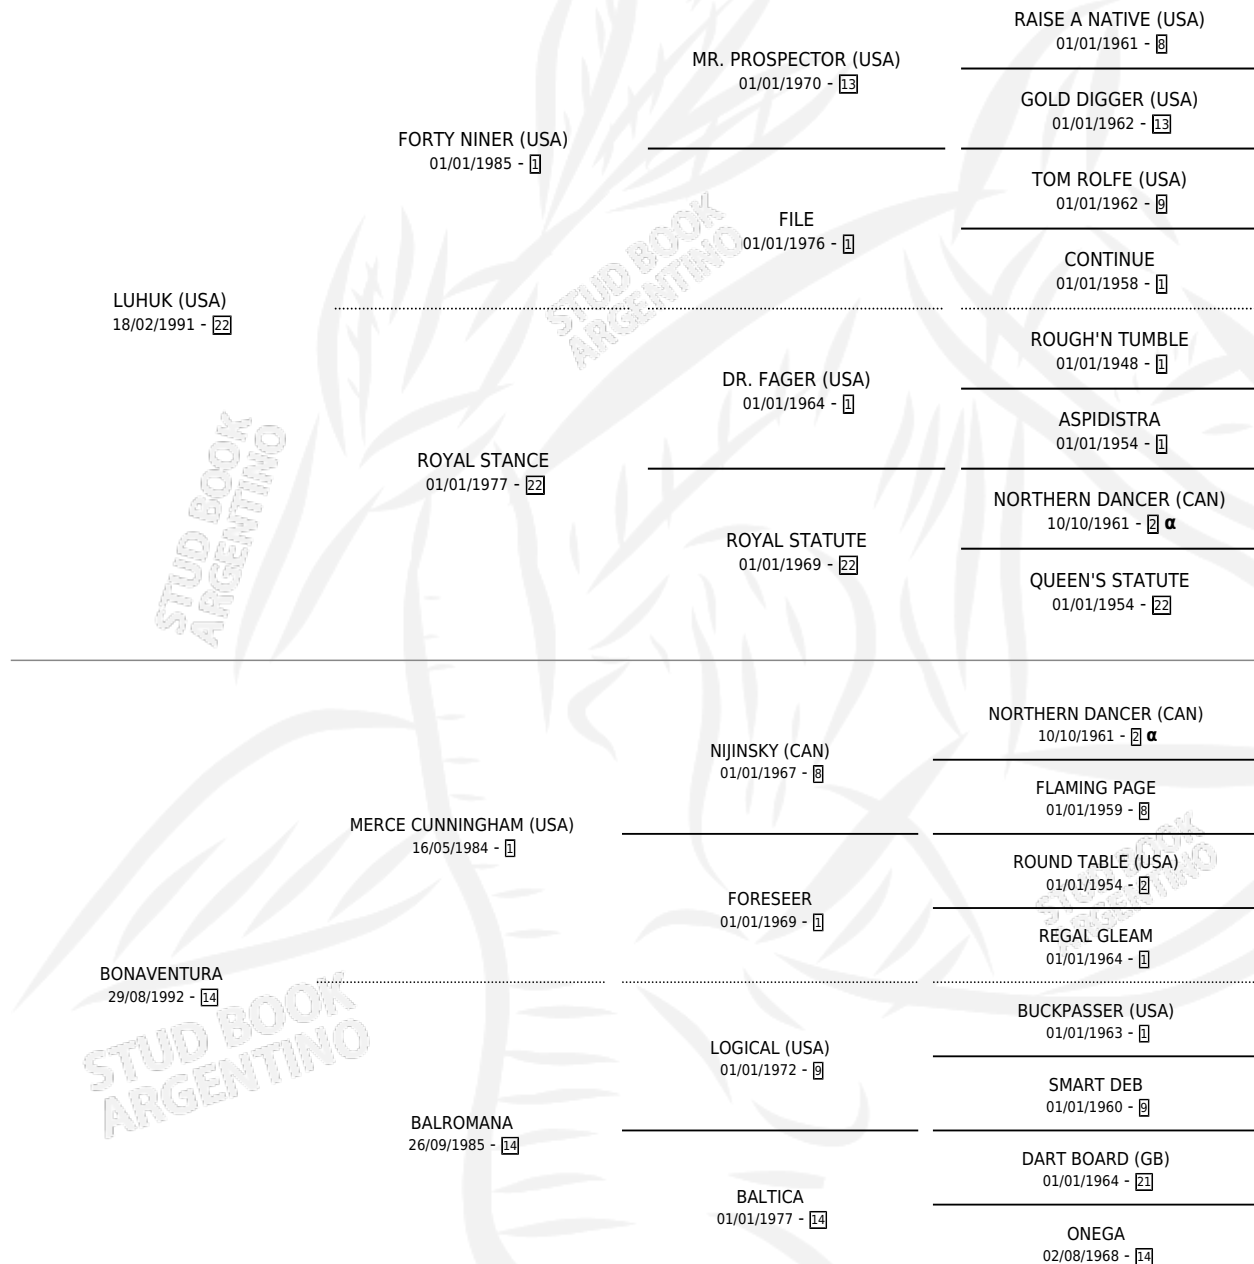 RAISE A NATIVE (USA)
01/01/1961 - 8
MR. PROSPECTOR (USA)
01/01/1970 - 13
GOLD DIGGER (USA)
01/01/1962 - 13
FORTY NINER (USA)
01/01/1985 - 1
TOM ROLFE (USA)
01/01/1962 - 9
FILE
01/01/1976 - 1
CONTINUE
01/01/1958 - 1
LUHUK (USA)
18/02/1991 - 22
STUD BOOK
ARGENTINO
ROUGH'N TUMBLE
01/01/1948 - 1
DR. FAGER (USA)
01/01/1964 - 1
ASPIDISTRA
01/01/1954 - 1
ROYAL STANCE
01/01/1977 - 22
NORTHERN DANCER (CAN)
10/10/1961 - 2 α
ROYAL STATUTE
01/01/1969 - 22
QUEEN'S STATUTE
01/01/1954 - 22
STUD BOOK
ARGENTINO
NORTHERN DANCER (CAN)
10/10/1961 - 2 α
NIJINSKY (CAN)
01/01/1967 - 8
FLAMING PAGE
01/01/1959 - 8
MERCE CUNNINGHAM (USA)
16/05/1984 - 1
ROUND TABLE (USA)
01/01/1954 - 2
FORESEER
01/01/1969 - 1
REGAL GLEAM
01/01/1964 - 1
STUD BOOK
ARGENTINO
BONAVENTURA
29/08/1992 - 14
BUCKPASSER (USA)
01/01/1963 - 1
LOGICAL (USA)
01/01/1972 - 9
SMART DEB
01/01/1960 - 9
STUD BOOK
ARGENTINO
BALROMANA
26/09/1985 - 14
DART BOARD (GB)
01/01/1964 - 21
BALTICA
01/01/1977 - 14
ONEGA
02/08/1968 - 14